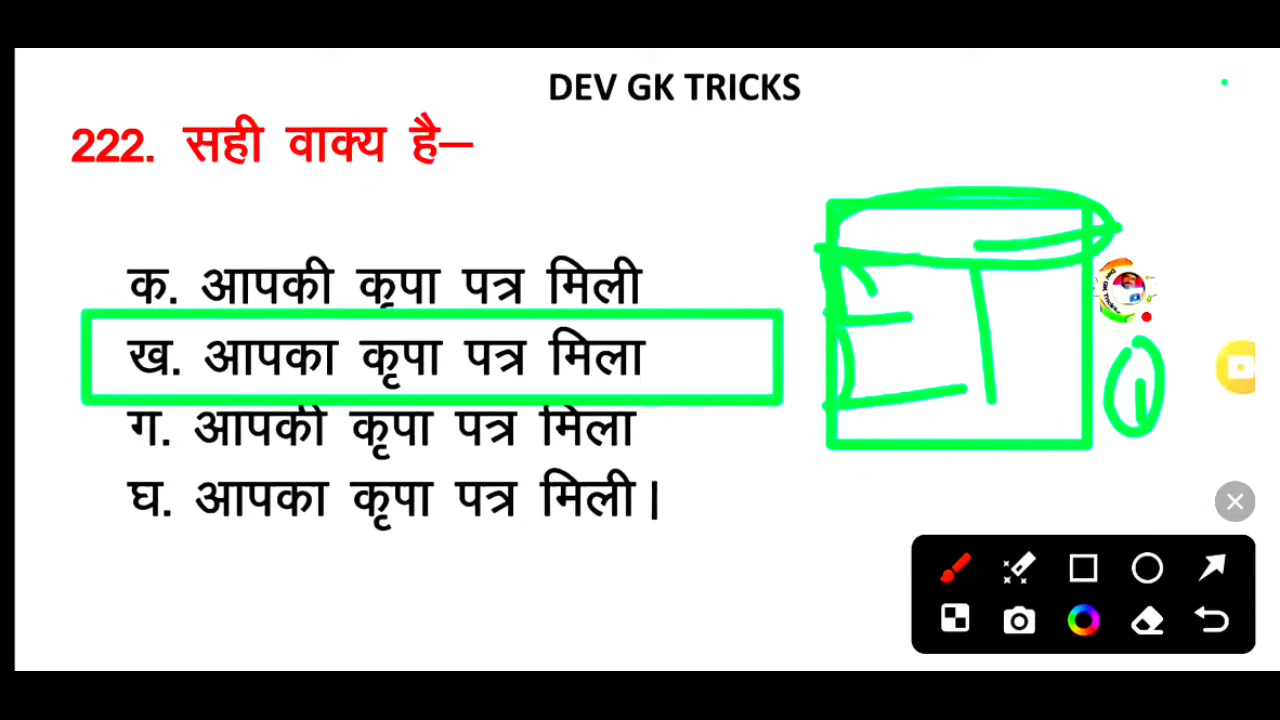 DEV GK TRICKS
222. सही वाक्य है–
क. आपकी कृपा पत्र मिली
ख. आपका कृपा पत्र मिला
ग. आपकी कृपा पत्र मिला
घ. आपका कृपा पत्र मिली।